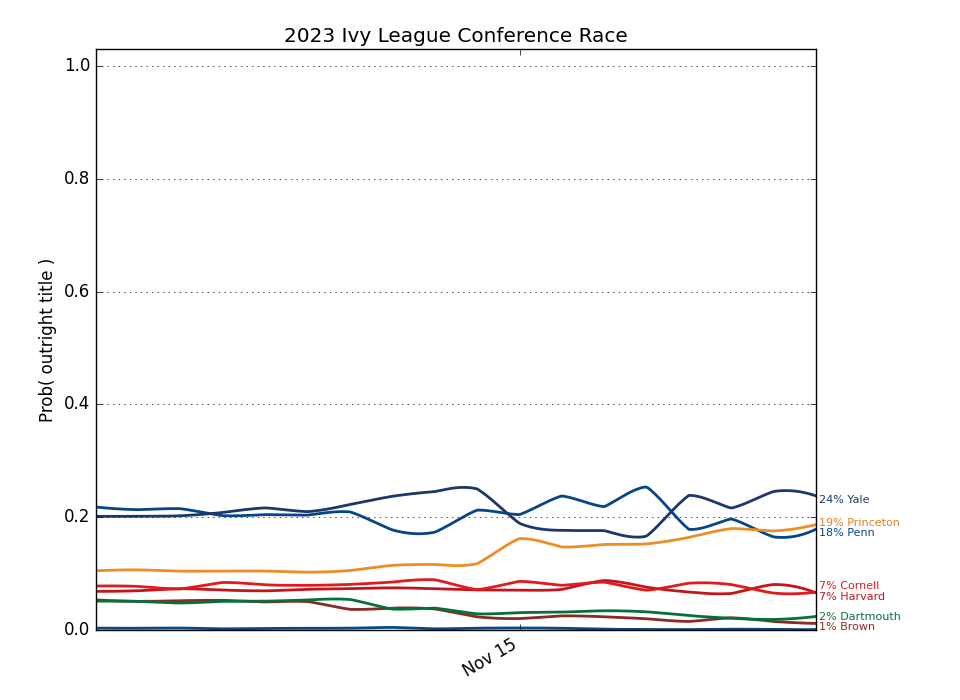 2023 Ivy League Conference Race
Prob( outright title )
1.0
0.8
0.6
0.4
0.2
0.0
24% Yale
19% Princeton
18% Penn
7% Cornell
7% Harvard
2% Dartmouth
1% Brown
Nov 15